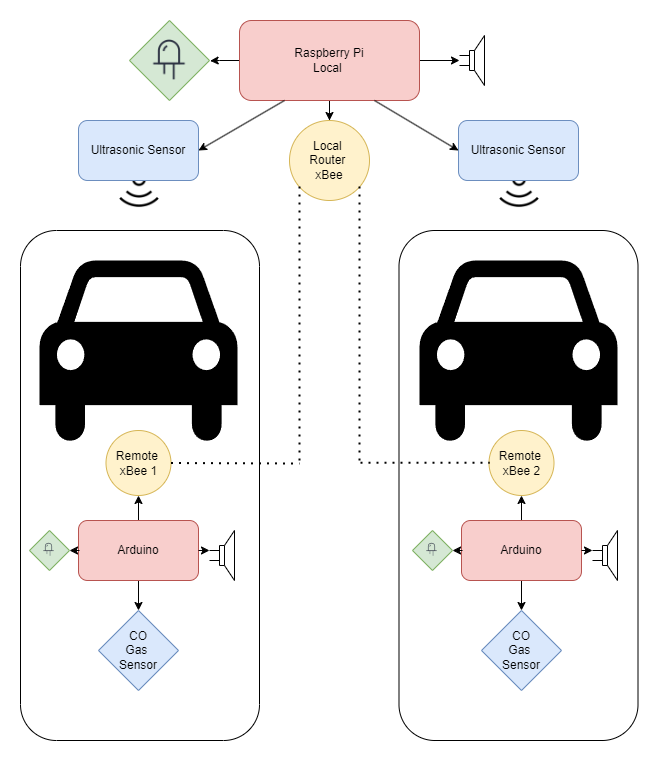 Raspberry Pi
Local
Ultrasonic Sensor
Local
Router
xBee
Ultrasonic Sensor
Remote
xBee 1
Remote
xBee 2
Arduino
Arduino
CO
Gas
Sensor
CO
Gas
Sensor